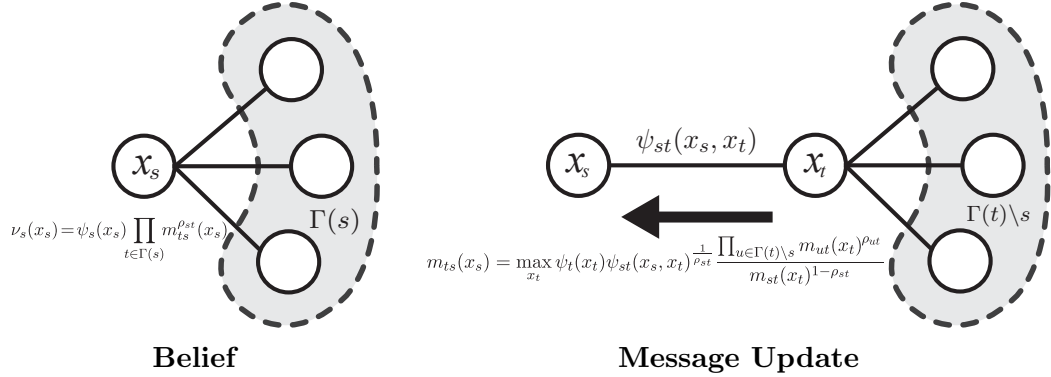 x_s
Γ(s)
ν_s(x_s)=ψ_s(x_s) ∏_{t∈Γ(s)} m_{ts}^{ρ_{st}}(x_s)
Belief
x_s
ψ_{st}(x_s, x_t)
x_t
Γ(t)\s
m_{ts}(x_s) = max_{x_t} ψ_t(x_t)ψ_{st}(x_s, x_t)^{1/ρ_{st}} ∏_{u∈Γ(t)\s} m_{ut}(x_t)^{ρ_{ut}} / m_{st}(x_t)^{1−ρ_{st}}
Message Update